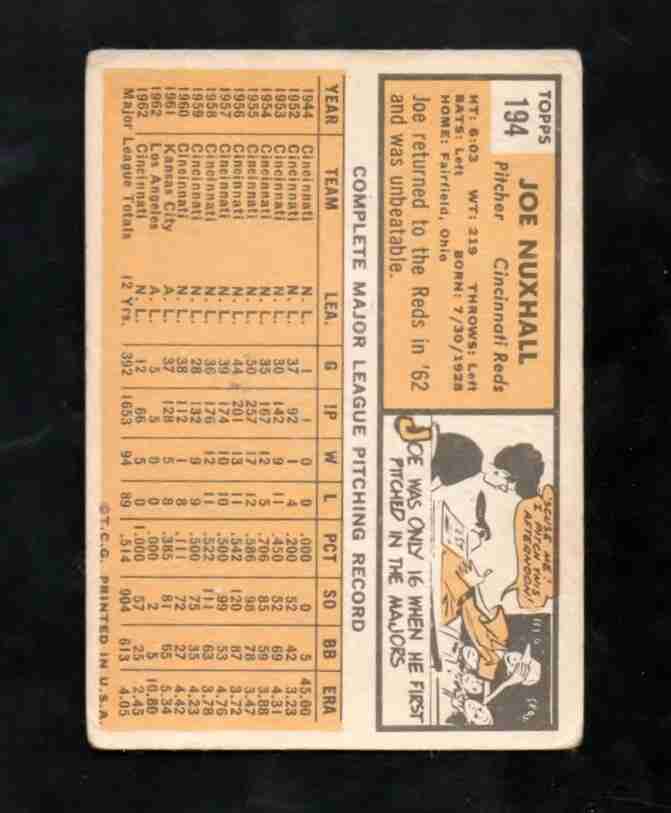 TOPPS
194
JOE NUXHALL
Pitcher Cincinnati Reds
HT: 6:03 WT: 219 THROWS: Left
BATS: Left BORN: 7/30/1928
HOME: Fairfield, Ohio
Joe returned to the Reds in '62
and was unbeatable.
'SCUSE ME!
I PITCH THIS
AFTERNOON!
JOE WAS ONLY 16 WHEN HE FIRST
PITCHED IN THE MAJORS
COMPLETE MAJOR LEAGUE PITCHING RECORD
YEAR TEAM LEA. G IP W L PCT SO BB ERA
1944 Cincinnati N. L. 1 1 0 0 .000 0 5 45.00
1952 Cincinnati N. L. 37 92 1 4 .200 52 42 3.23
1953 Cincinnati N. L. 30 142 9 11 .450 52 69 4.31
1954 Cincinnati N. L. 35 167 12 5 .706 85 59 3.88
1955 Cincinnati N. L. 50 257 17 12 .586 98 78 3.47
1956 Cincinnati N. L. 44 201 13 11 .542 120 87 3.72
1957 Cincinnati N. L. 39 174 10 10 .500 99 53 4.76
1958 Cincinnati N. L. 36 176 12 11 .522 111 63 3.78
1959 Cincinnati N. L. 28 132 9 9 .500 75 35 4.23
1960 Cincinnati N. L. 38 112 1 8 .111 72 27 4.42
1961 Kansas City A. L. 37 128 5 8 .385 81 65 5.34
1962 Los Angeles A. L. 5 5 0 0 .000 2 5 10.80
1962 Cincinnati N. L. 12 66 5 0 1.000 57 25 2.45
Major League Totals 12 Yrs. 392 1653 94 89 .514 904 613 4.05
©T.C.G. PRINTED IN U.S.A.